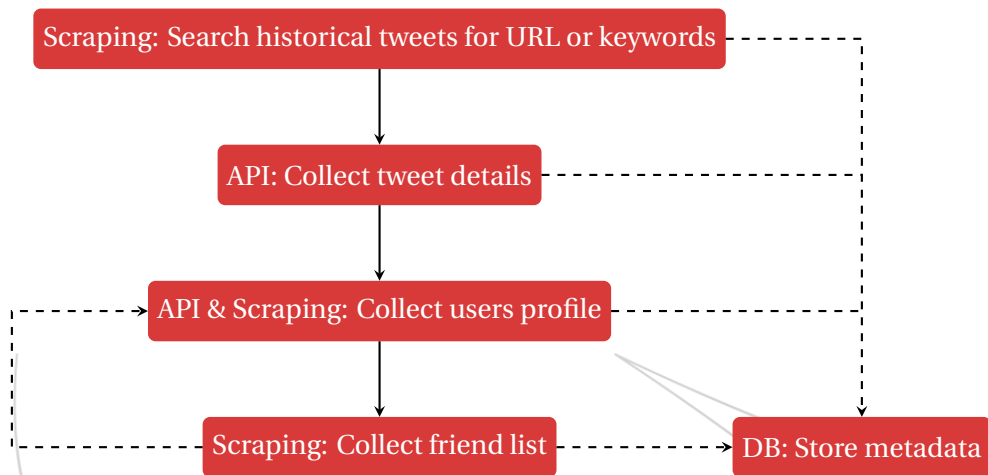 Scraping: Search historical tweets for URL or keywords
API: Collect tweet details
API & Scraping: Collect users profile
Scraping: Collect friend list
DB: Store metadata